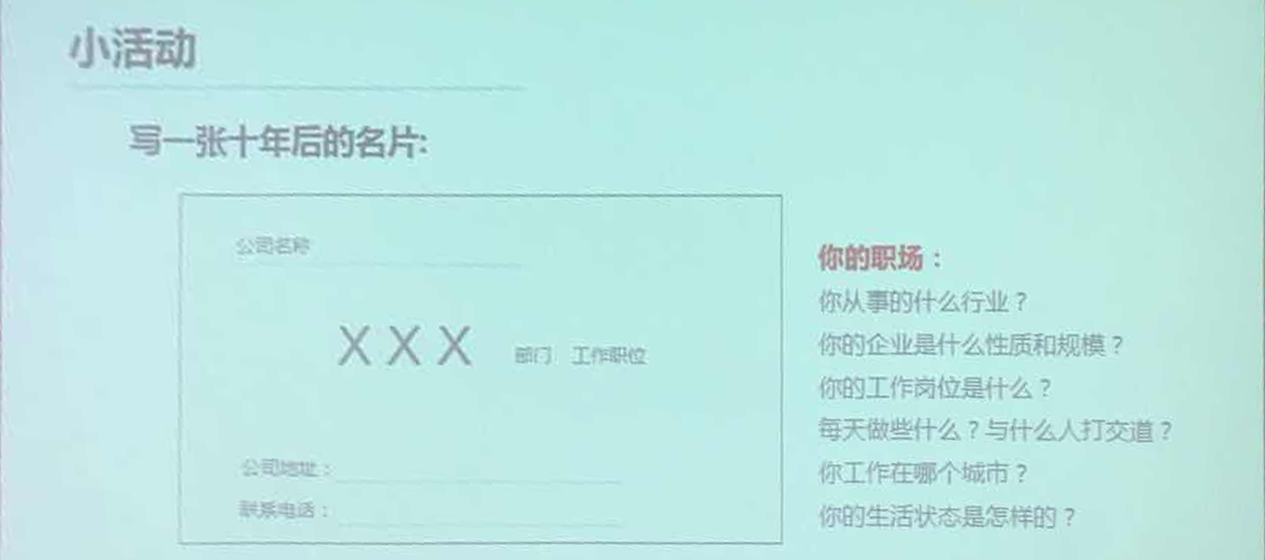 小活动
写一张十年后的名片:
公司名称
XXX 部门 工作职位
公司地址：
联系电话：
你的职场：
你从事的什么行业？
你的企业是什么性质和规模？
你的工作岗位是什么？
每天做些什么？与什么人打交道？
你工作在哪个城市？
你的生活状态是怎样的？